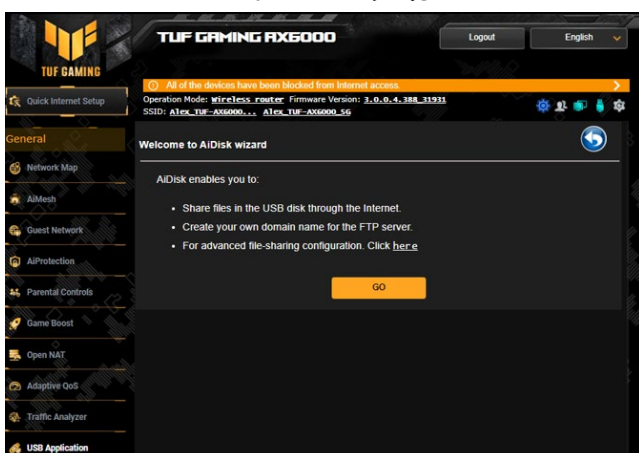 TUF GAMING
TUF GAMING AX6000
Logout
English
All of the devices have been blocked from Internet access.
Quick Internet Setup
Operation Mode: Wireless router Firmware Version: 3.0.0.4.388_31931
SSID: Alex_TUF-AX6000... Alex_TUF-AX6000_5G
General
Welcome to AiDisk wizard
Network Map
AiDisk enables you to:
AiMesh
• Share files in the USB disk through the Internet.
Guest Network
• Create your own domain name for the FTP server.
• For advanced file-sharing configuration. Click here
AiProtection
Parental Controls
GO
Game Boost
Open NAT
Adaptive QoS
Traffic Analyzer
USB Application